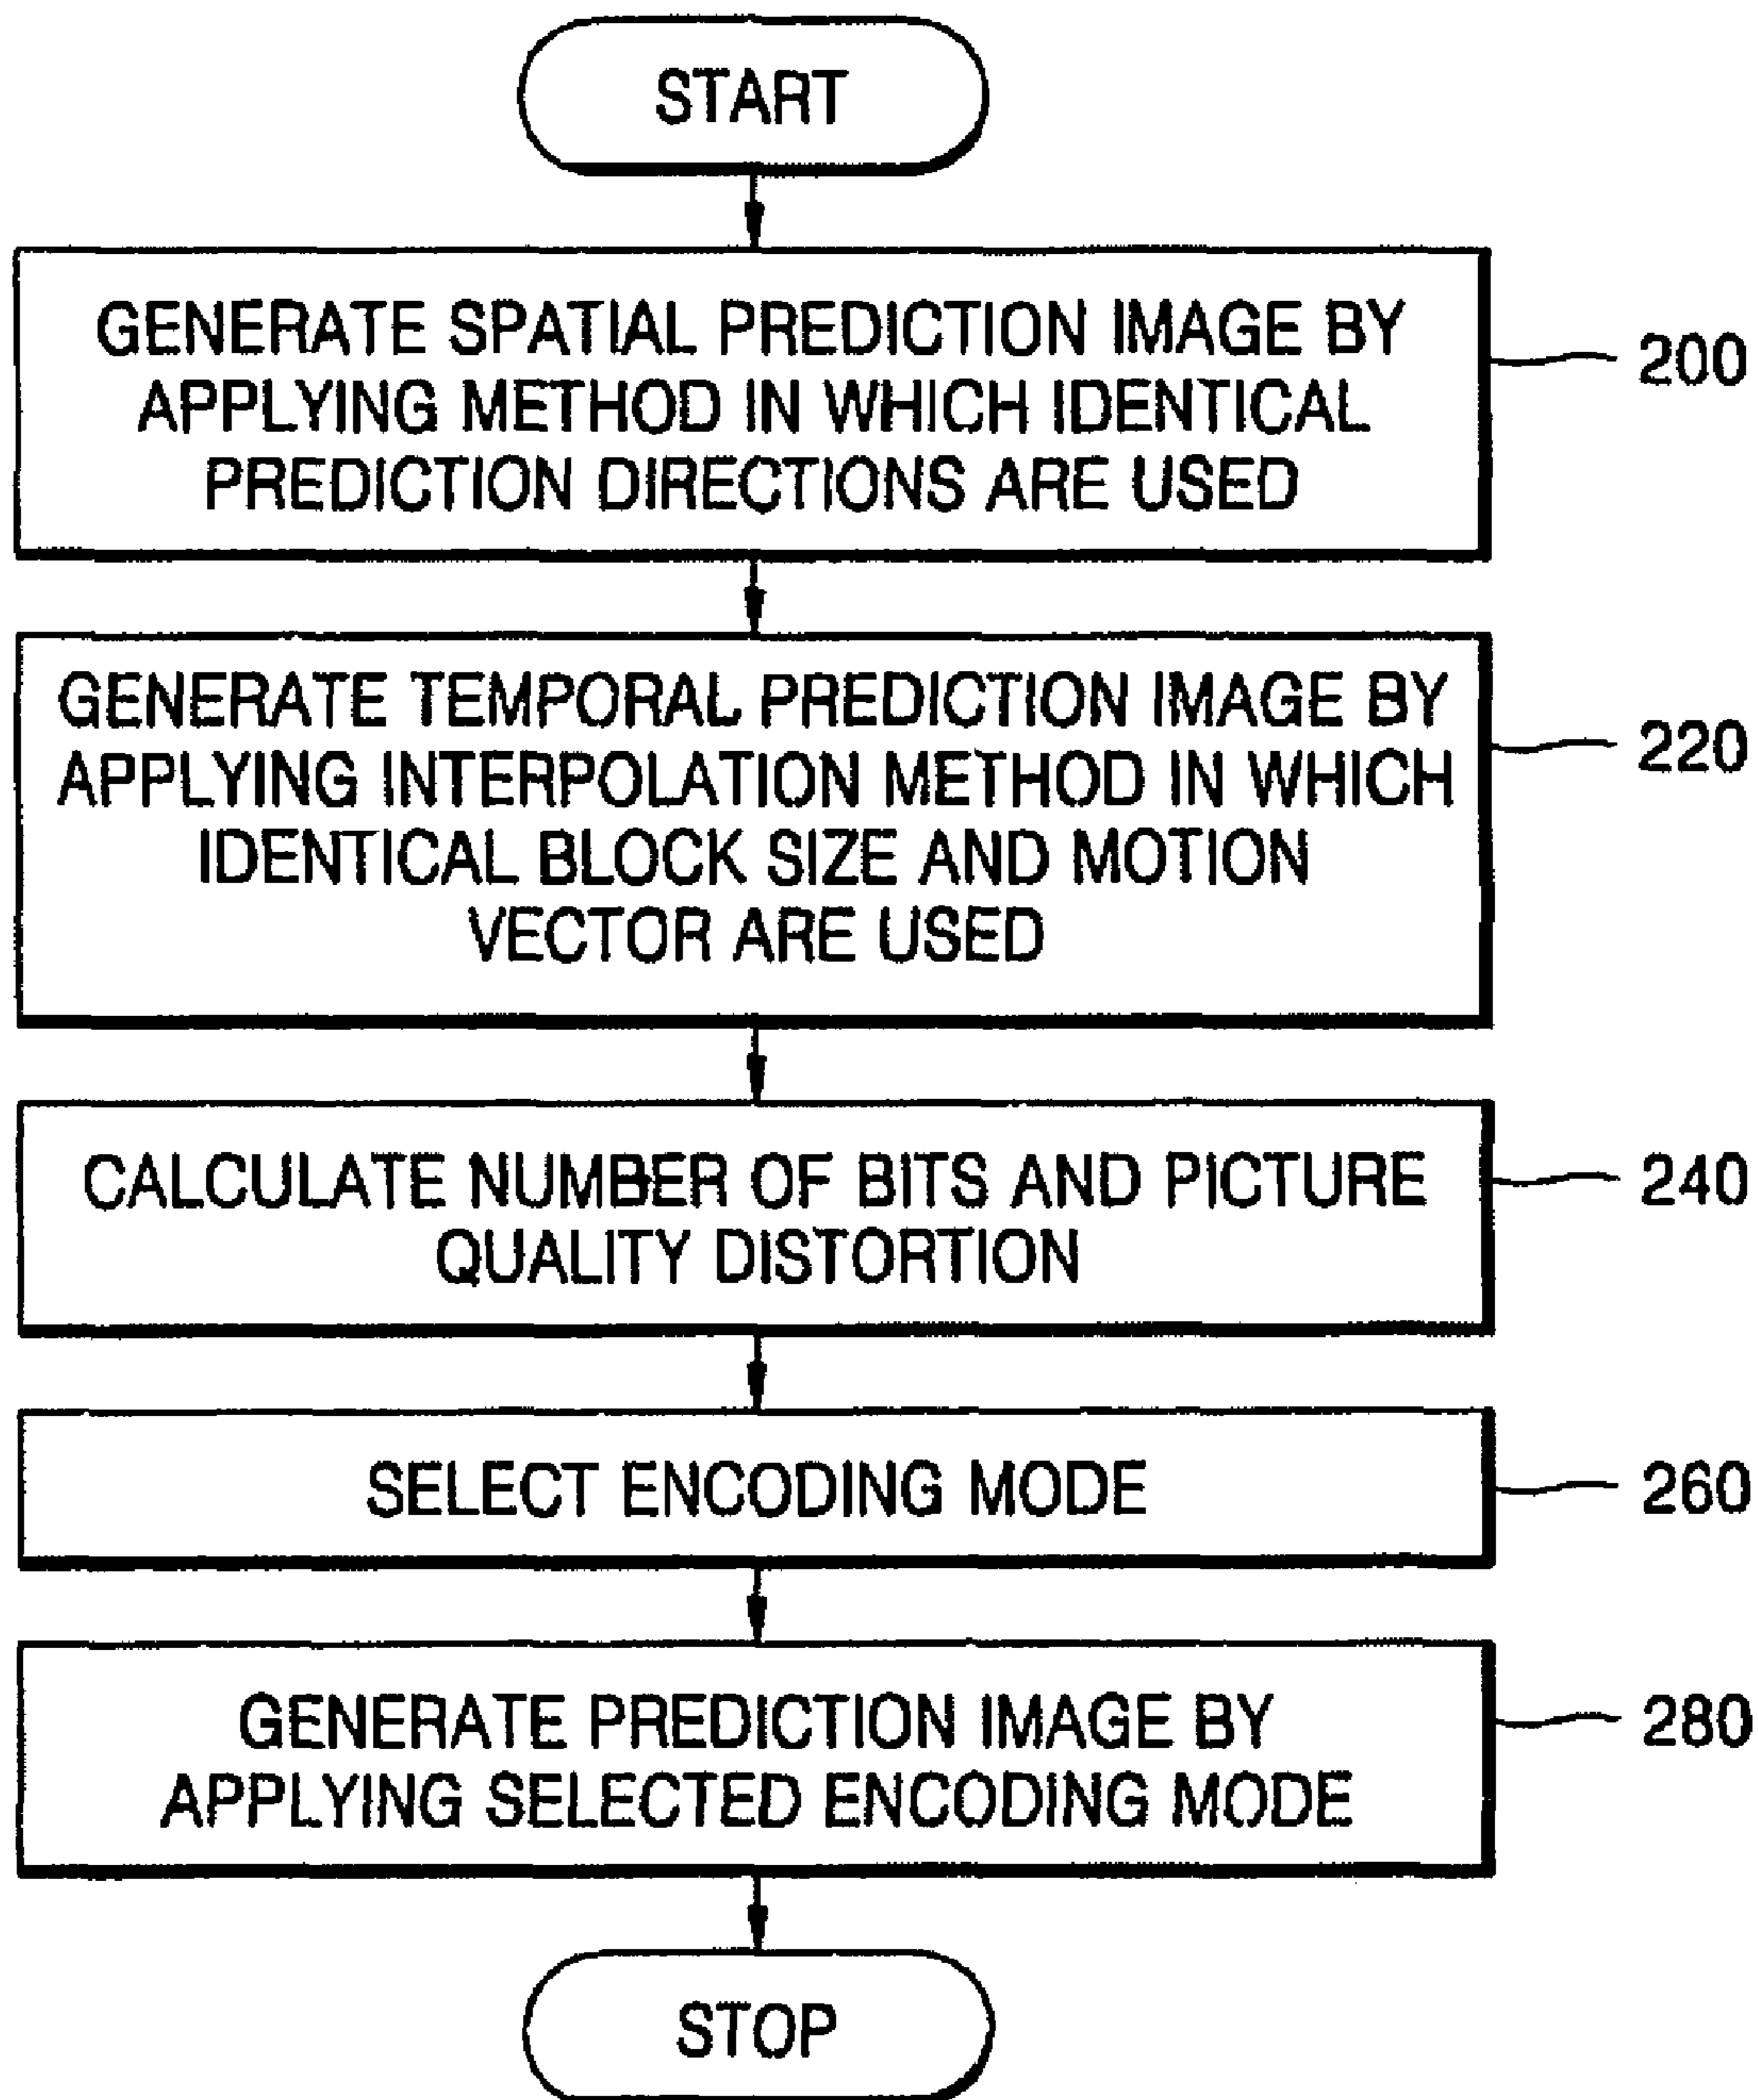 START
GENERATE SPATIAL PREDICTION IMAGE BY
APPLYING METHOD IN WHICH IDENTICAL
PREDICTION DIRECTIONS ARE USED
200
GENERATE TEMPORAL PREDICTION IMAGE BY
APPLYING INTERPOLATION METHOD IN WHICH
IDENTICAL BLOCK SIZE AND MOTION
VECTOR ARE USED
220
CALCULATE NUMBER OF BITS AND PICTURE
QUALITY DISTORTION
240
SELECT ENCODING MODE
260
GENERATE PREDICTION IMAGE BY
APPLYING SELECTED ENCODING MODE
280
STOP